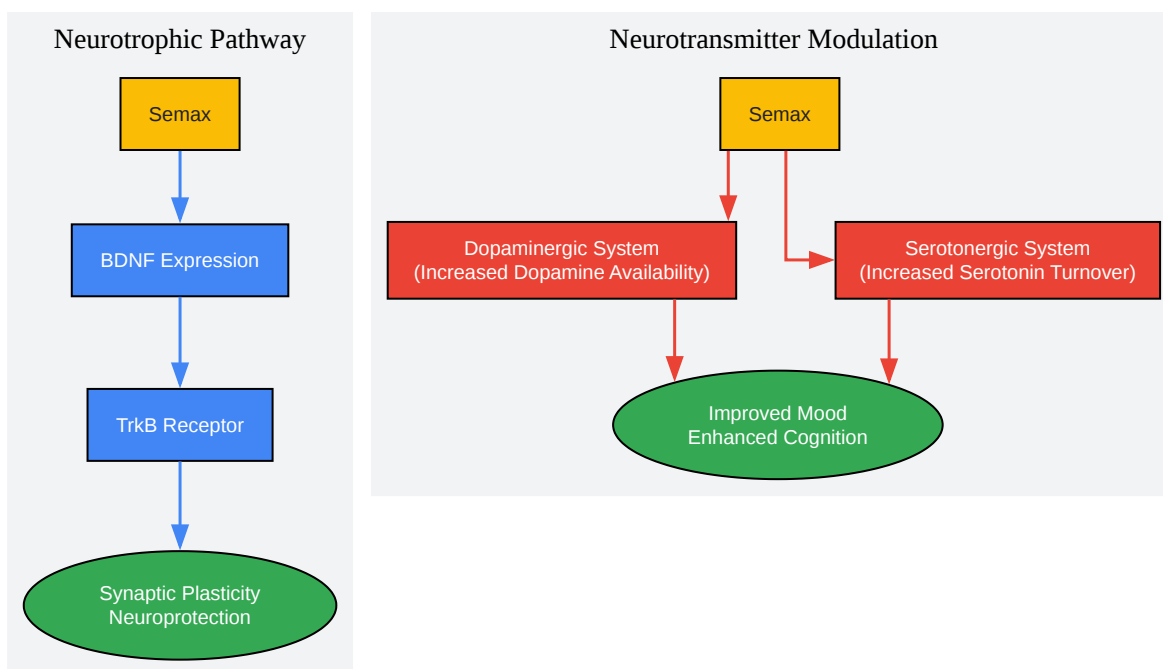 Neurotrophic Pathway
Semax
BDNF Expression
TrkB Receptor
Synaptic Plasticity
Neuroprotection
Neurotransmitter Modulation
Semax
Dopaminergic System
(Increased Dopamine Availability)
Serotonergic System
(Increased Serotonin Turnover)
Improved Mood
Enhanced Cognition